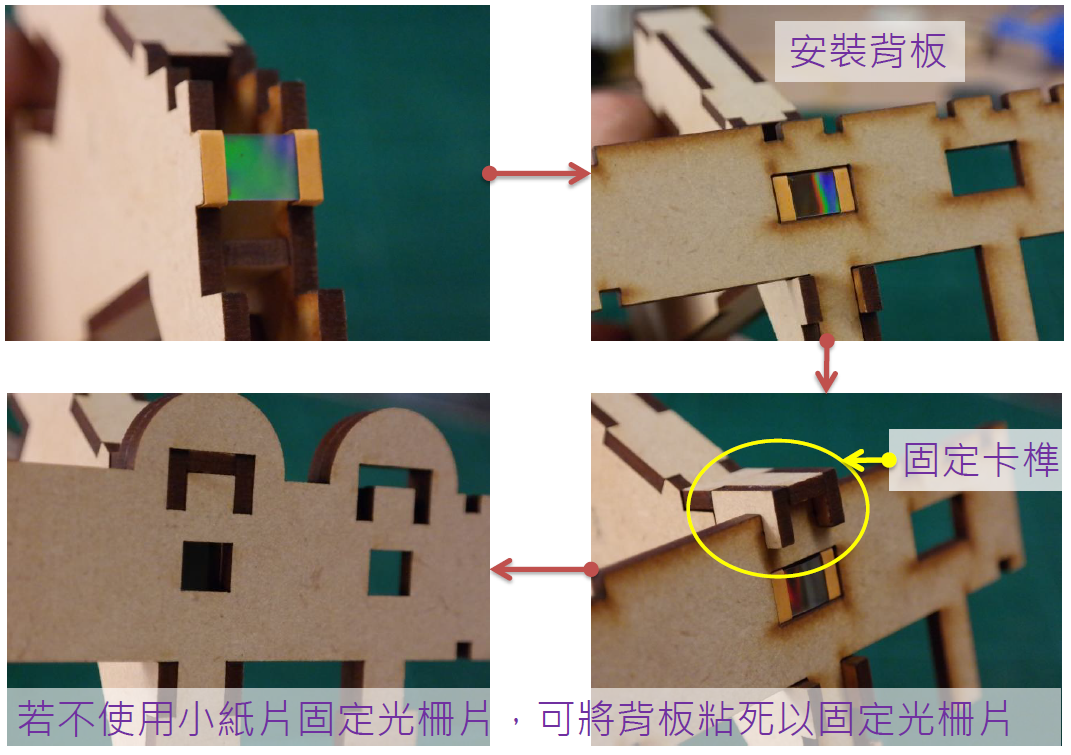 安裝背板
固定卡榫
若不使用小紙片固定光柵片，可將背板粘死以固定光柵片